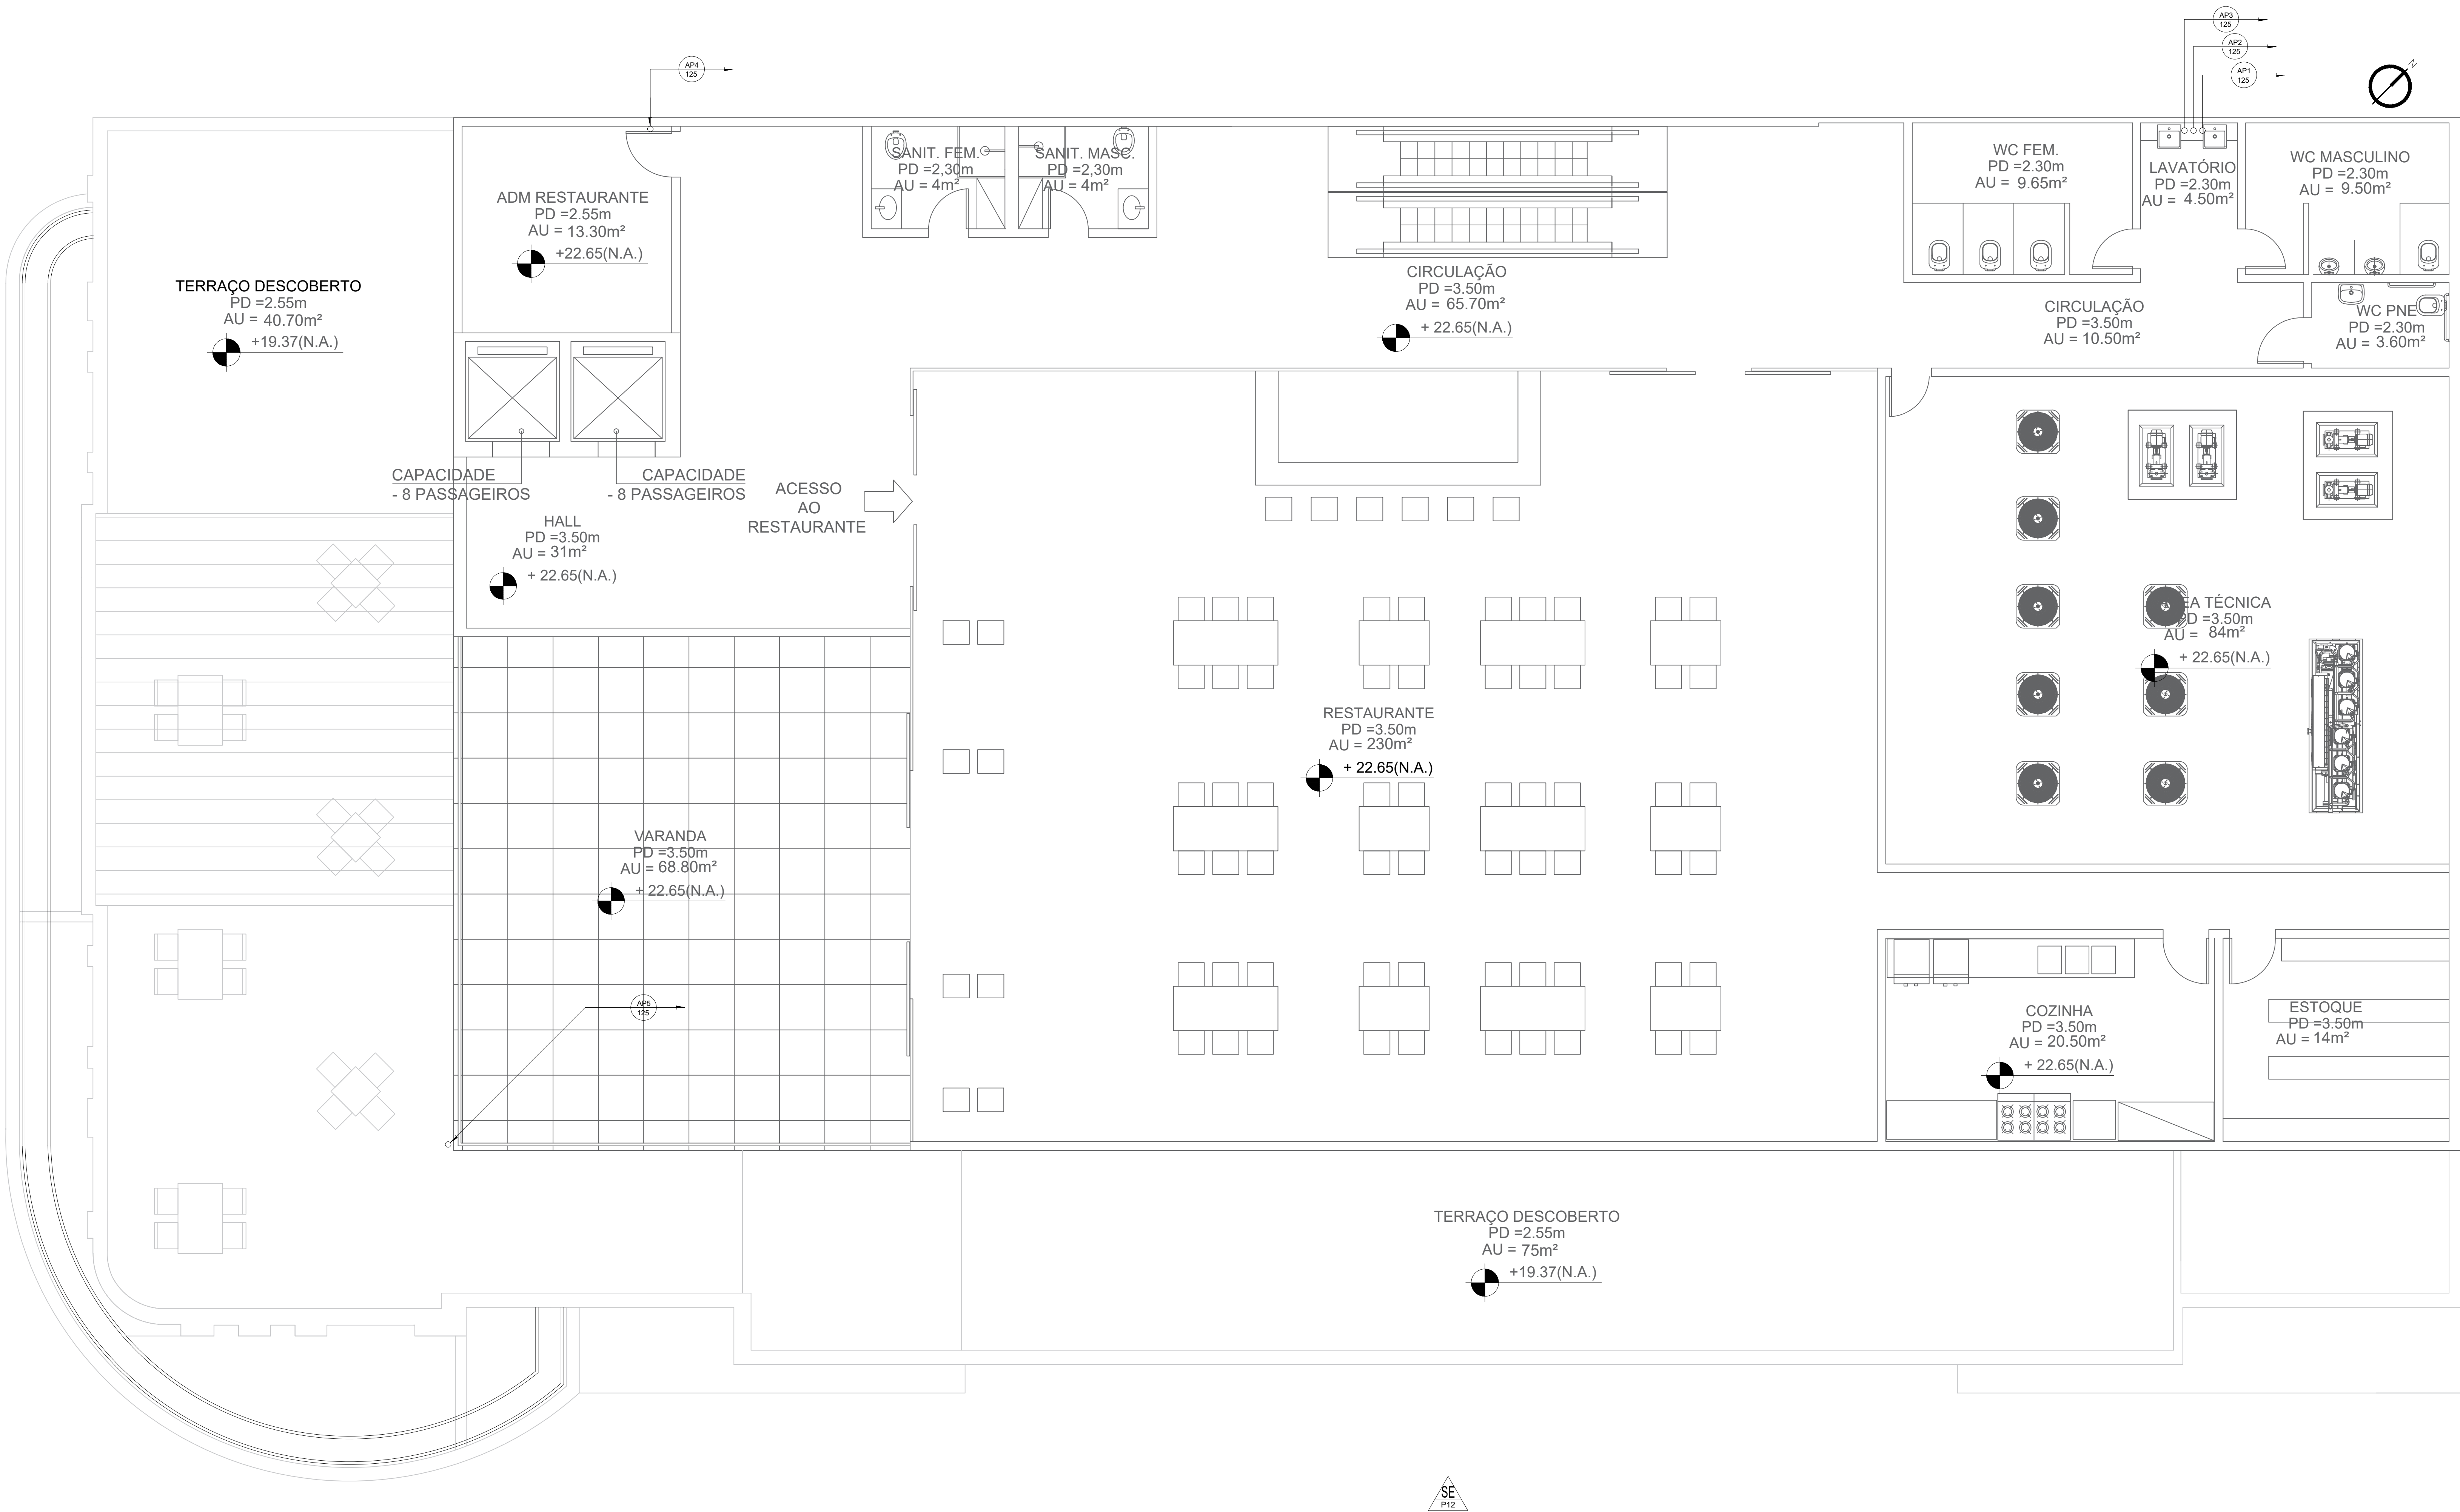 AP3
125
AP2
125
AP1
125
AP4
125
N
SANIT. FEM.
PD =2,30m
AU = 4m²
SANIT. MASC.
PD =2,30m
AU = 4m²
WC FEM.
PD =2.30m
AU = 9.65m²
LAVATÓRIO
PD =2.30m
AU = 4.50m²
WC MASCULINO
PD =2.30m
AU = 9.50m²
ADM RESTAURANTE
PD =2.55m
AU = 13.30m²
+22.65(N.A.)
TERRAÇO DESCOBERTO
PD =2.55m
AU = 40.70m²
+19.37(N.A.)
CIRCULAÇÃO
PD =3.50m
AU = 65.70m²
+ 22.65(N.A.)
CIRCULAÇÃO
PD =3.50m
AU = 10.50m²
WC PNE
PD =2.30m
AU = 3.60m²
CAPACIDADE
- 8 PASSAGEIROS
CAPACIDADE
- 8 PASSAGEIROS
ACESSO
AO
RESTAURANTE
HALL
PD =3.50m
AU = 31m²
+ 22.65(N.A.)
TÉCNICA
PD =3.50m
AU = 84m²
+ 22.65(N.A.)
RESTAURANTE
PD =3.50m
AU = 230m²
+ 22.65(N.A.)
VARANDA
PD =3.50m
AU = 68.80m²
+ 22.65(N.A.)
AP5
125
COZINHA
PD =3.50m
AU = 20.50m²
+ 22.65(N.A.)
ESTOQUE
PD =3.50m
AU = 14m²
TERRAÇO DESCOBERTO
PD =2.55m
AU = 75m²
+19.37(N.A.)
SE
P12